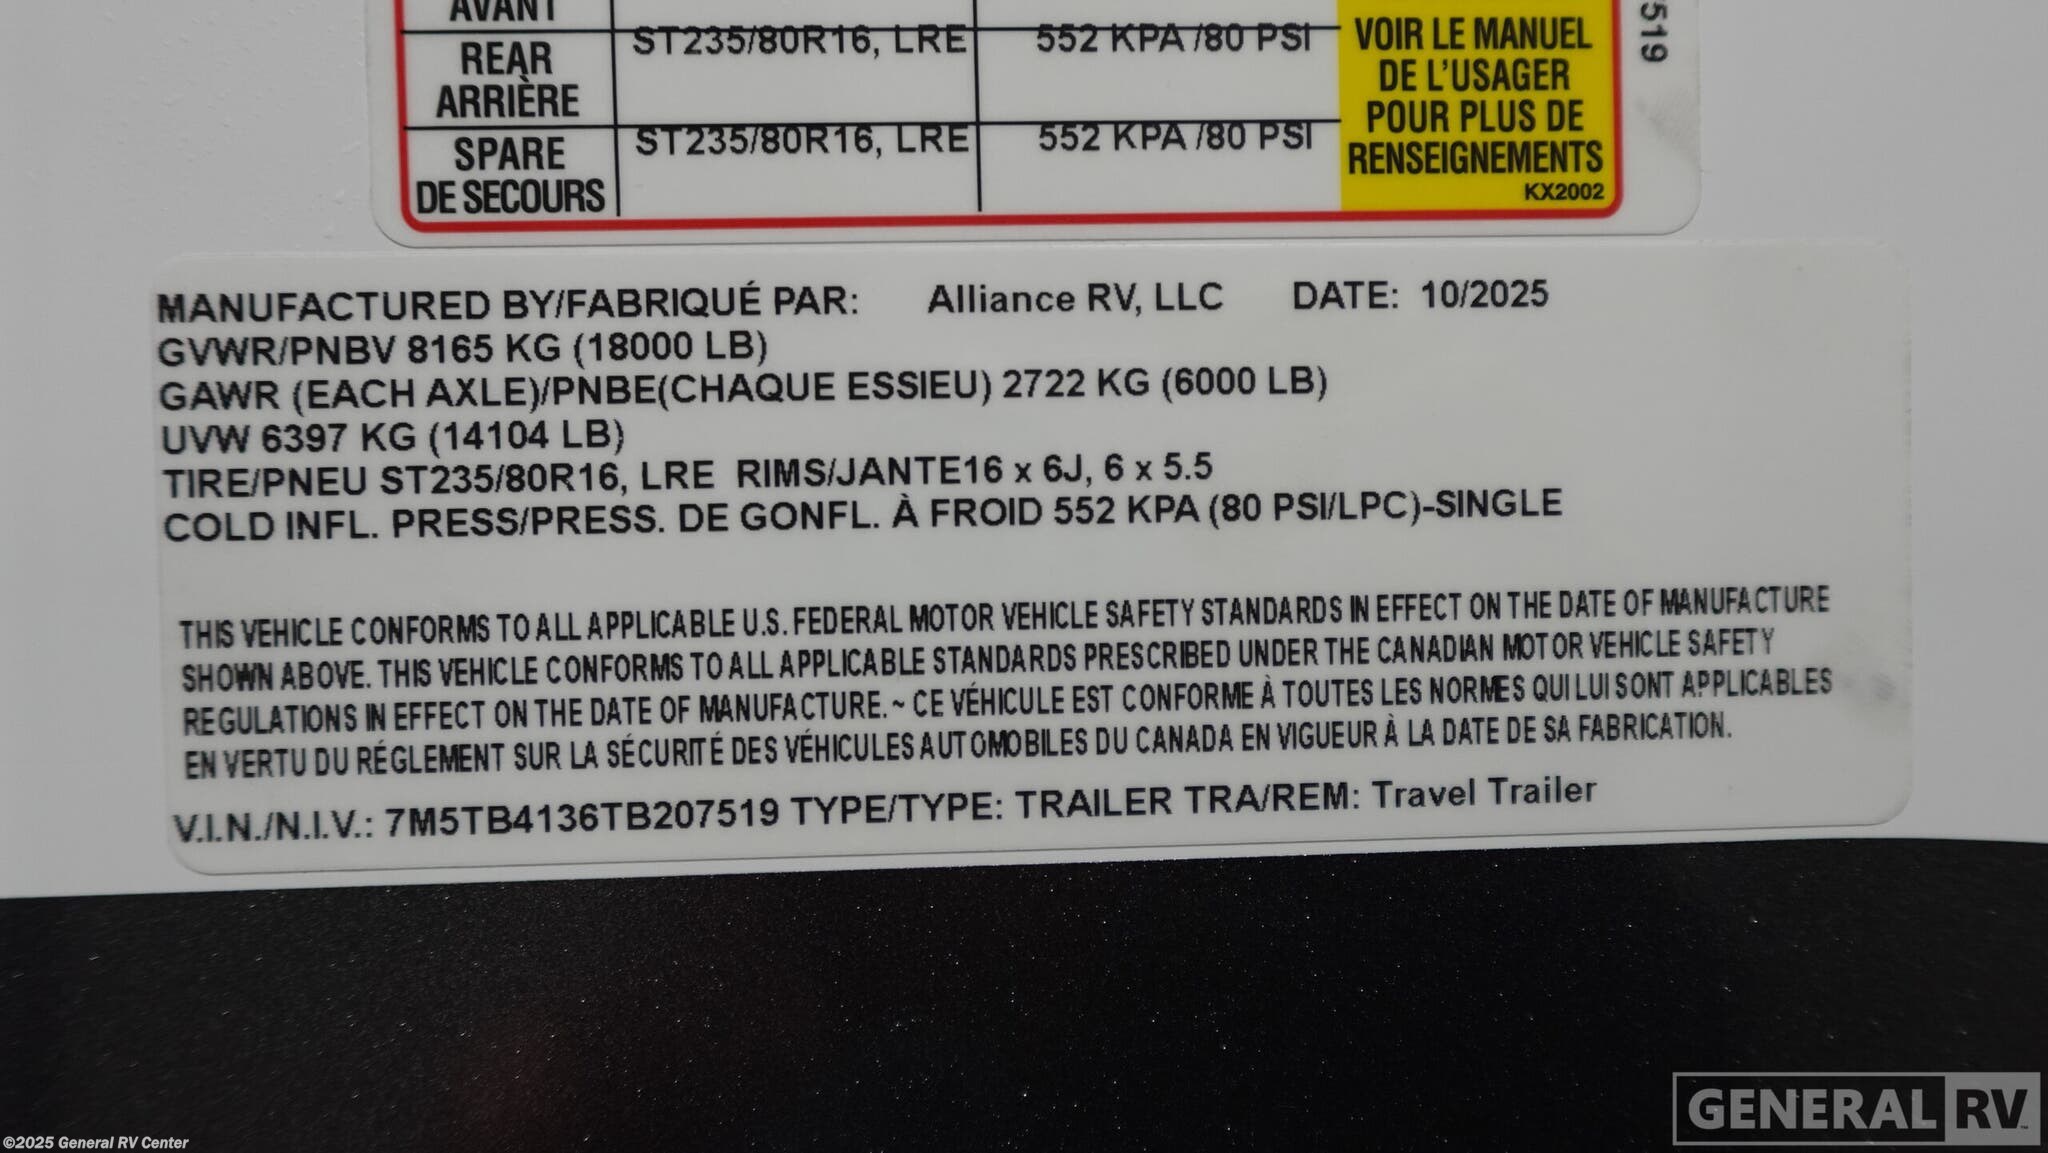 AVANT
REAR
ARRIÈRE
ST235/80R16, LRE
552 KPA /80 PSI
SPARE
DE SECOURS
ST235/80R16, LRE
552 KPA /80 PSI
VOIR LE MANUEL
DE L'USAGER
POUR PLUS DE
RENSEIGNEMENTS
KX2002
519
MANUFACTURED BY/FABRIQUÉ PAR: Alliance RV, LLC DATE: 10/2025
GVWR/PNBV 8165 KG (18000 LB)
GAWR (EACH AXLE)/PNBE(CHAQUE ESSIEU) 2722 KG (6000 LB)
UVW 6397 KG (14104 LB)
TIRE/PNEU ST235/80R16, LRE RIMS/JANTE16 x 6J, 6 x 5.5
COLD INFL. PRESS/PRESS. DE GONFL. À FROID 552 KPA (80 PSI/LPC)-SINGLE
THIS VEHICLE CONFORMS TO ALL APPLICABLE U.S. FEDERAL MOTOR VEHICLE SAFETY STANDARDS IN EFFECT ON THE DATE OF MANUFACTURE
SHOWN ABOVE. THIS VEHICLE CONFORMS TO ALL APPLICABLE STANDARDS PRESCRIBED UNDER THE CANADIAN MOTOR VEHICLE SAFETY
REGULATIONS IN EFFECT ON THE DATE OF MANUFACTURE. ~ CE VÉHICULE EST CONFORME À TOUTES LES NORMES QUI LUI SONT APPLICABLES
EN VERTU DU RÉGLEMENT SUR LA SÉCURITÉ DES VÉHICULES AUTOMOBILES DU CANADA EN VIGUEUR À LA DATE DE SA FABRICATION.
V.I.N./N.I.V.: 7M5TB4136TB207519 TYPE/TYPE: TRAILER TRA/REM: Travel Trailer
GENERAL RV
©2025 General RV Center